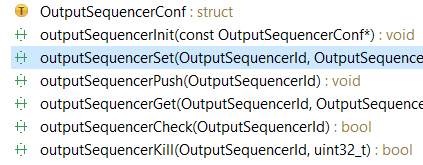 OutputSequencerConf : struct
outputSequencerInit(const OutputSequencerConf*) : void
outputSequencerSet(OutputSequencerId, OutputSequence
outputSequencerPush(OutputSequencerId) : void
outputSequencerGet(OutputSequencerId, OutputSequenc
outputSequencerCheck(OutputSequencerId) : bool
outputSequencerKill(OutputSequencerId, uint32_t) : bool